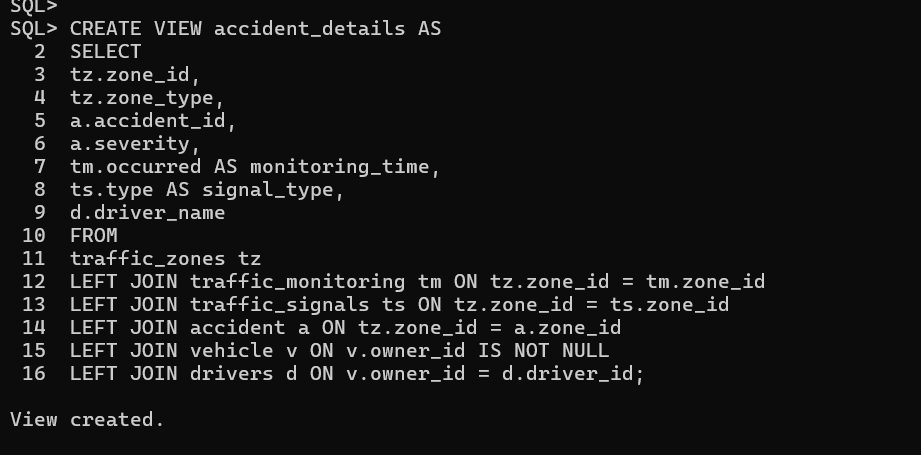 SQL>
SQL> CREATE VIEW accident_details AS
  2  SELECT
  3  tz.zone_id,
  4  tz.zone_type,
  5  a.accident_id,
  6  a.severity,
  7  tm.occurred AS monitoring_time,
  8  ts.type AS signal_type,
  9  d.driver_name
 10  FROM
 11  traffic_zones tz
 12  LEFT JOIN traffic_monitoring tm ON tz.zone_id = tm.zone_id
 13  LEFT JOIN traffic_signals ts ON tz.zone_id = ts.zone_id
 14  LEFT JOIN accident a ON tz.zone_id = a.zone_id
 15  LEFT JOIN vehicle v ON v.owner_id IS NOT NULL
 16  LEFT JOIN drivers d ON v.owner_id = d.driver_id;
View created.